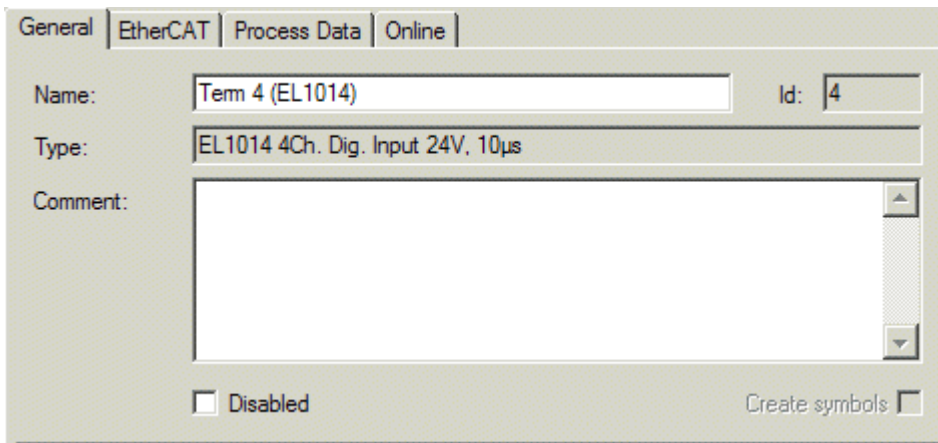 General EtherCAT Process Data Online
Name: Term 4 (EL1014) Id: 4
Type: EL1014 4Ch. Dig. Input 24V, 10µs
Comment:
Disabled Create symbols